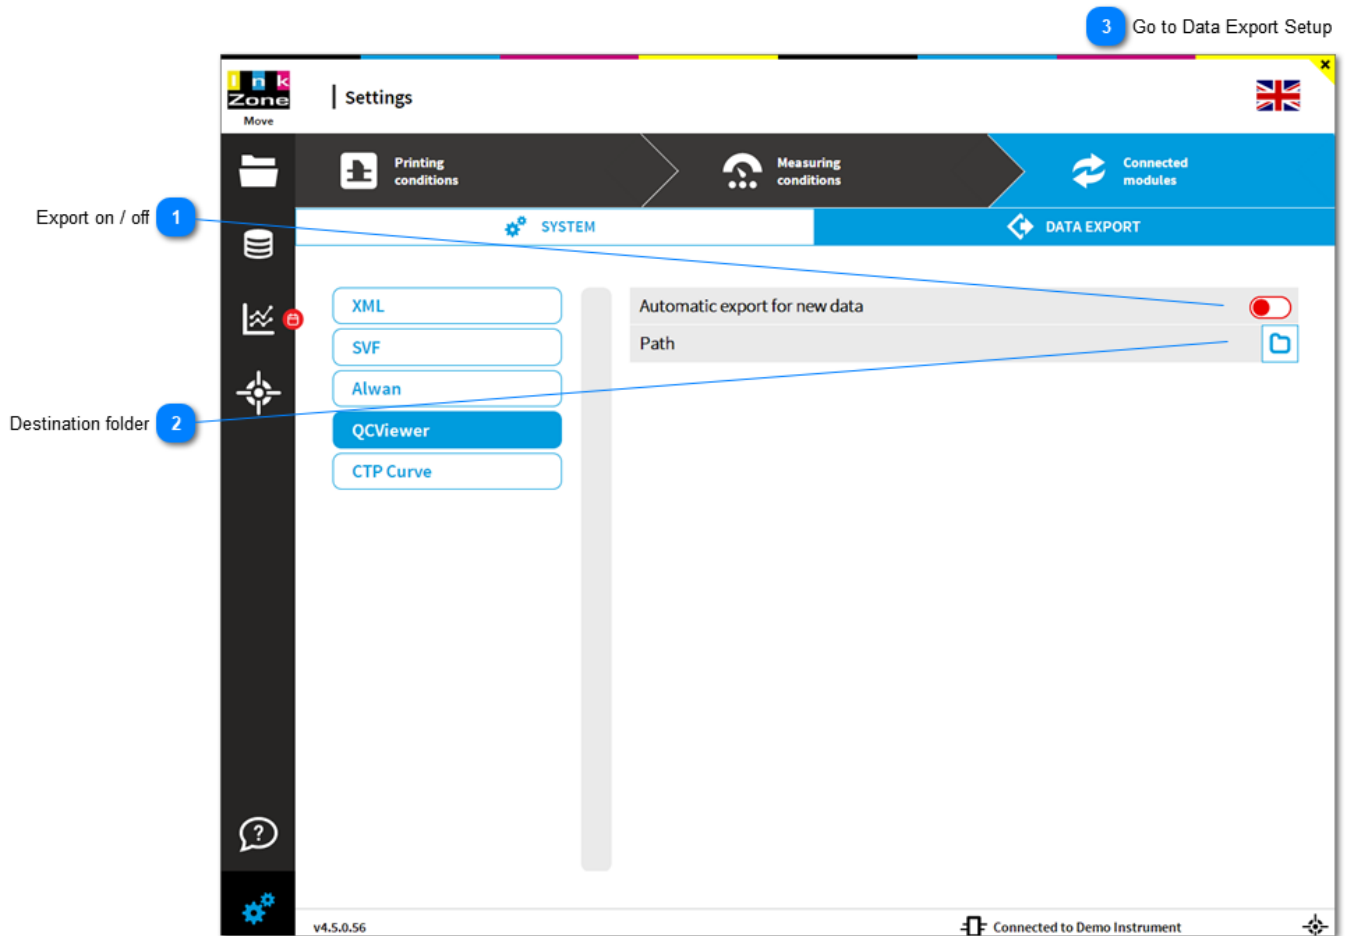 3 Go to Data Export Setup
Ink
Zone
Move
Settings
x
Printing
conditions
Measuring
conditions
Connected
modules
Export on / off 1
SYSTEM
DATA EXPORT
XML
Automatic export for new data
SVF
Path
Alwan
Destination folder 2
QCViewer
CTP Curve
?
v4.5.0.56
Connected to Demo Instrument